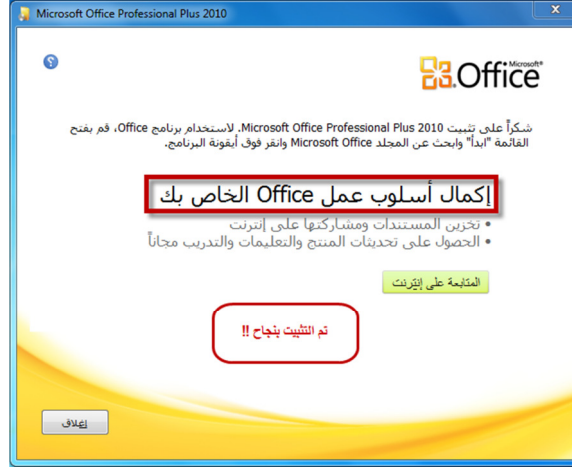 Microsoft Office Professional Plus 2010
Microsoft® Office
شكراً على تثبيت Microsoft Office Professional Plus 2010. لاستخدام برنامج Office، قم بفتح
القائمة "ابدأ" وابحث عن المجلد Microsoft Office وانقر فوق أيقونة البرنامج.
إكمال أسلوب عمل Office الخاص بك
• تخزين المستندات ومشاركتها على إنترنت
• الحصول على تحديثات المنتج والتعليمات والتدريب مجاناً
المتابعة على إنترنت
تم التثبيت بنجاح !!
إغلاق